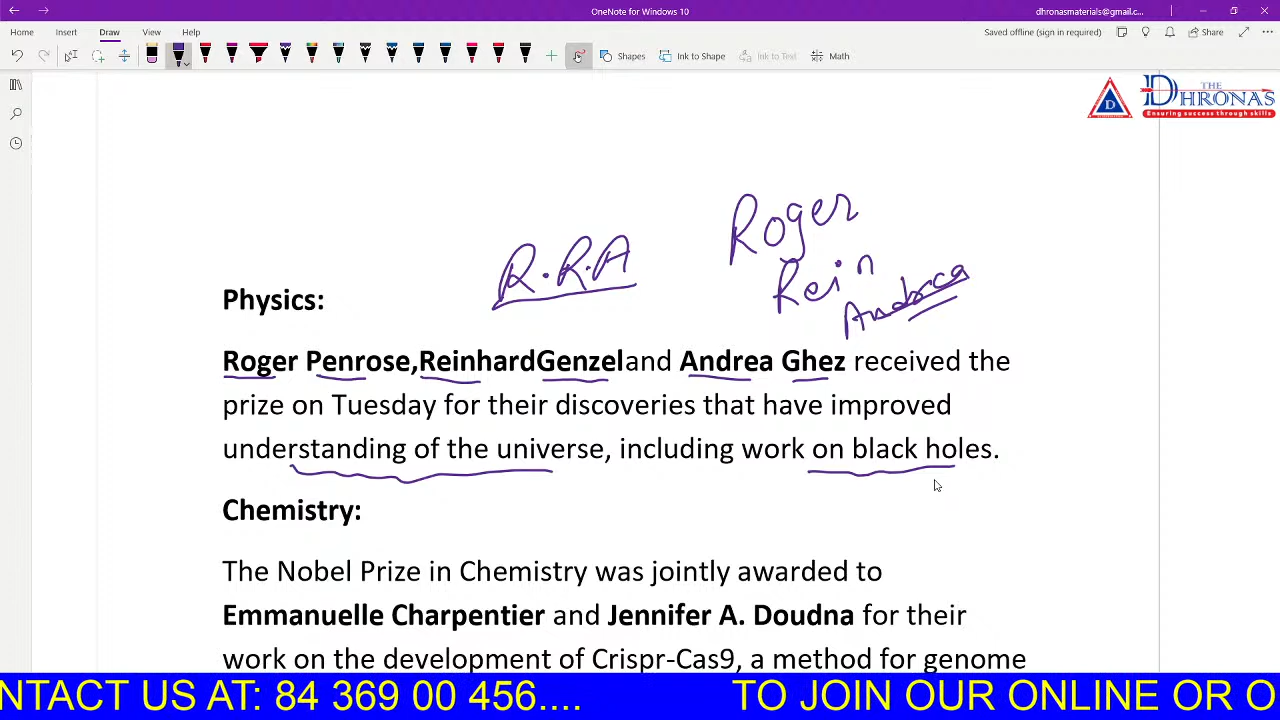 OneNote for Windows 10
dhronasmaterials@gmail.c...
Home Insert Draw View Help
Saved offline (sign in required)
Share
Shapes Ink to Shape Ink to Text Math
THE
DHRONAS
Ensuring success through skills
D
Roger
R.R.A
Rein
Andrea
Physics:
Roger Penrose,ReinhardGenzeland Andrea Ghez received the
prize on Tuesday for their discoveries that have improved
understanding of the universe, including work on black holes.
Chemistry:
The Nobel Prize in Chemistry was jointly awarded to
Emmanuelle Charpentier and Jennifer A. Doudna for their
work on the development of Crispr-Cas9, a method for genome
ONTACT US AT: 84 369 00 456.... TO JOIN OUR ONLINE OR O